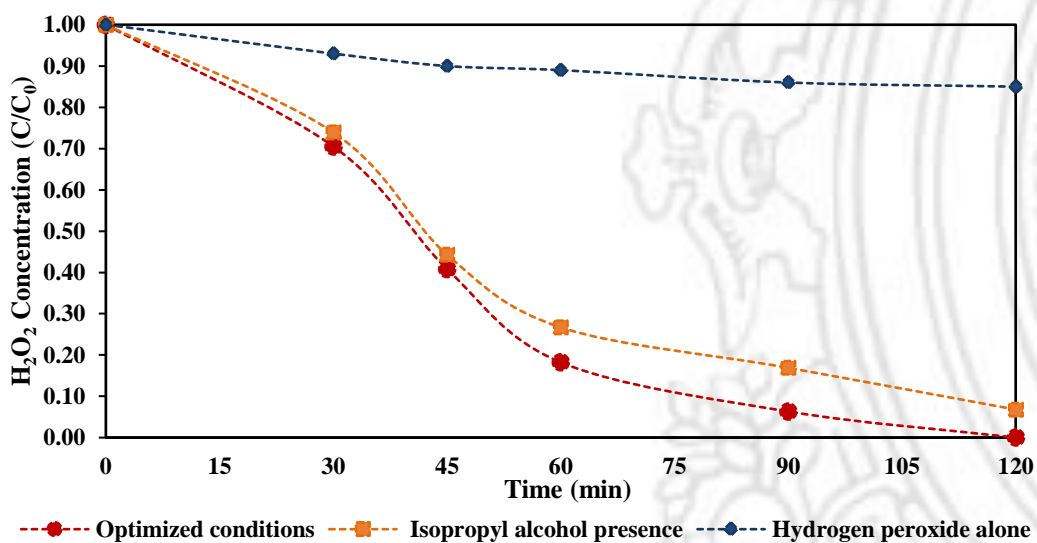 1.00
0.90
0.80
0.70
0.60
0.50
0.40
0.30
0.20
0.10
0.00
H₂O₂ Concentration (C/C₀)
0 15 30 45 60 75 90 105 120
Time (min)
Optimized conditions Isopropyl alcohol presence Hydrogen peroxide alone